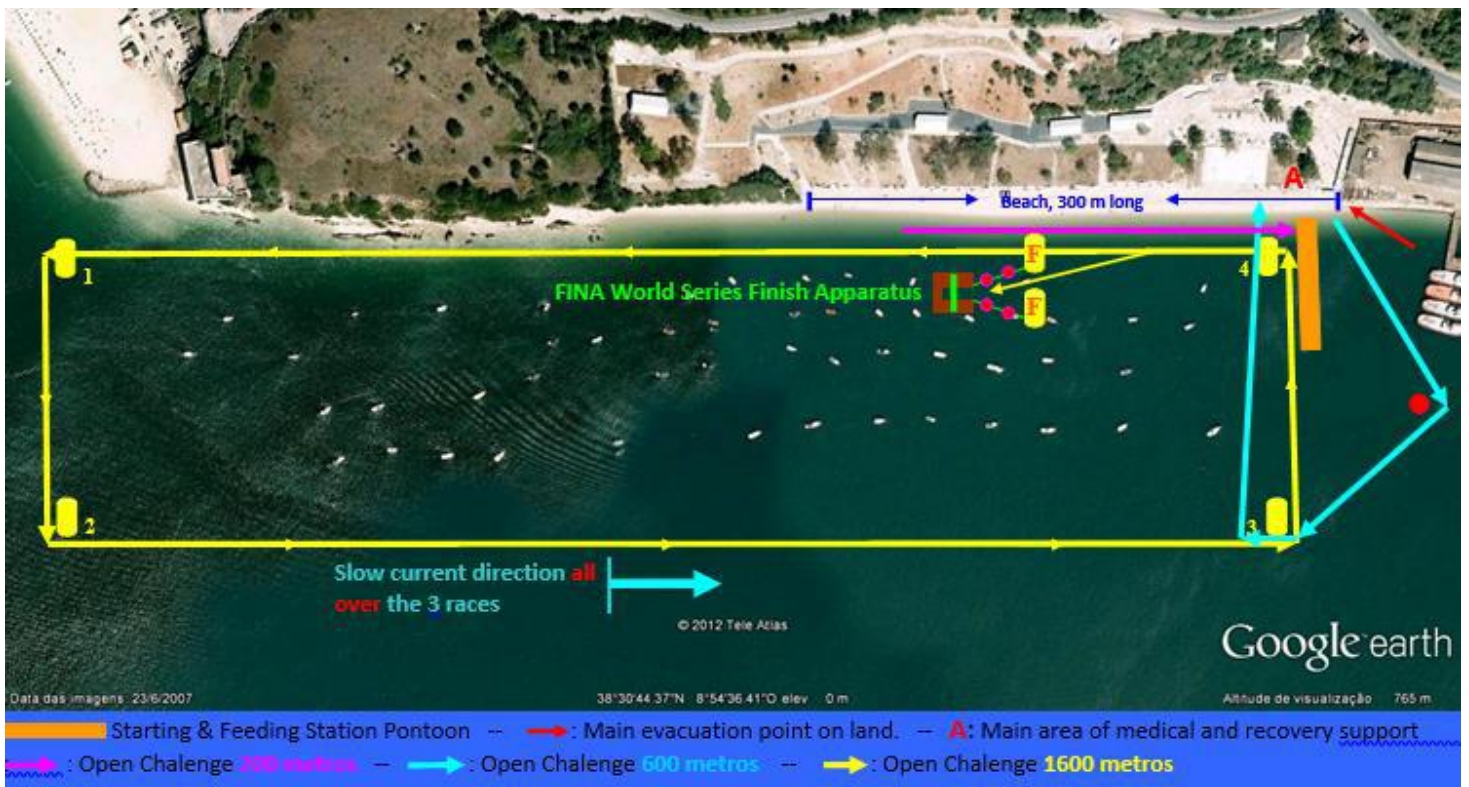 A
Beach, 300 m long
1
4
F
FINA World Series Finish Apparatus
F
2
3
Slow current direction all
over the 3 races
© 2012 Tele Atlas
Google earth
Data das imagens: 23/6/2007
38°30'44.37"N 8°54'36.41"O elev 0 m
Altitude de visualização 765 m
Starting & Feeding Station Pontoon -- : Main evacuation point on land. -- A: Main area of medical and recovery support
: Open Chalenge 200 metros -- : Open Chalenge 600 metros -- : Open Chalenge 1600 metros